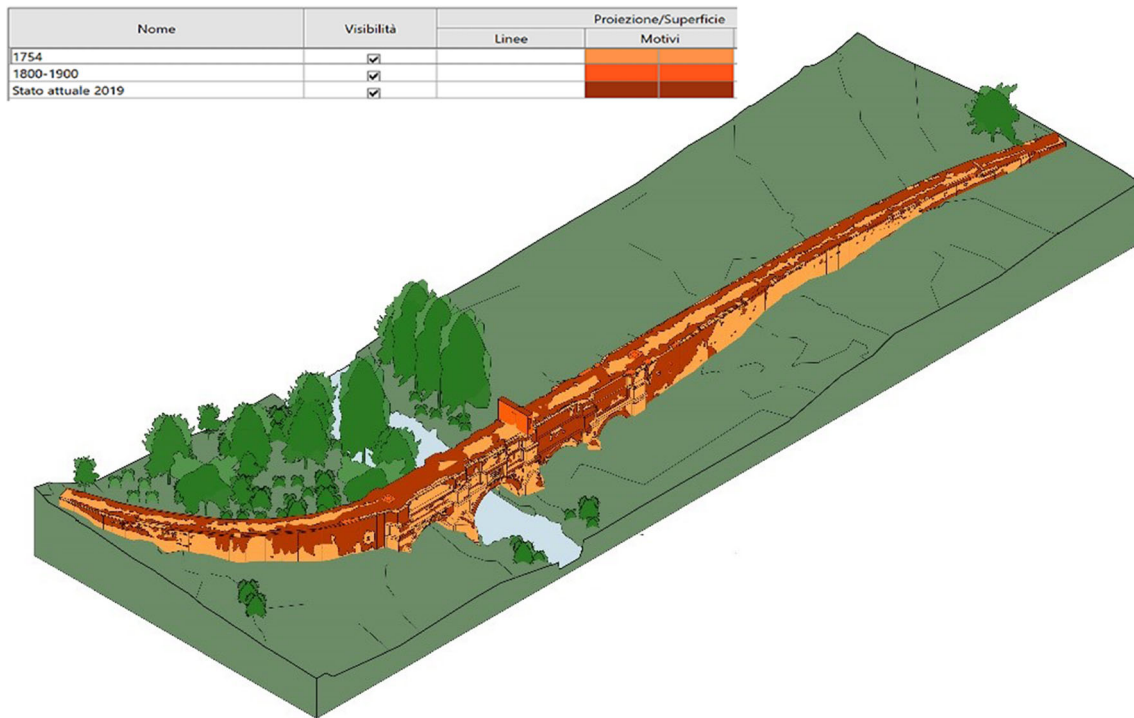 Nome Visibilità Proiezione/Superficie
Linee Motivi
1754
1800-1900
Stato attuale 2019